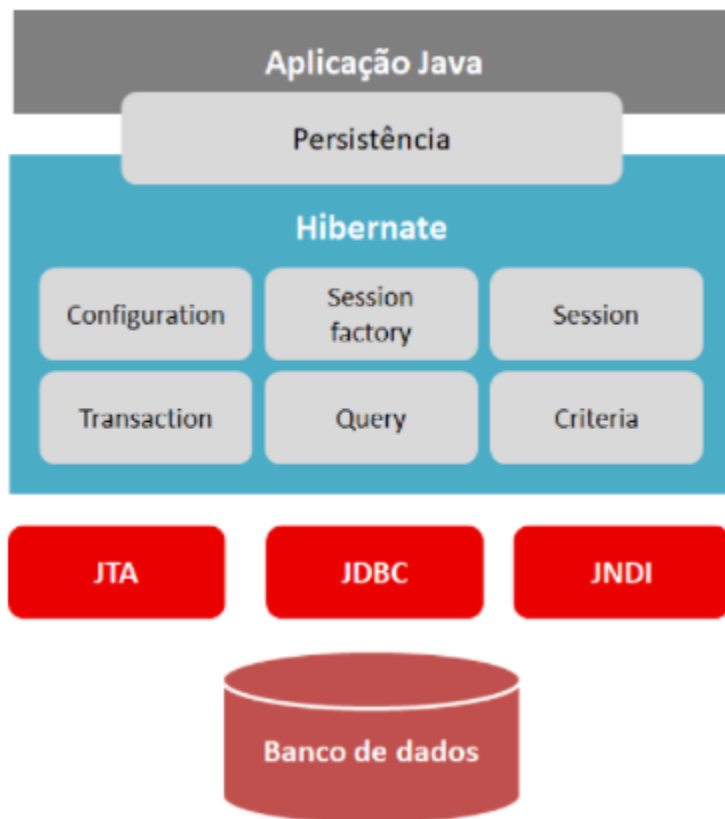 Aplicação Java
Persistência
Hibernate
Configuration
Session
factory
Session
Transaction
Query
Criteria
JTA
JDBC
JNDI
Banco de dados